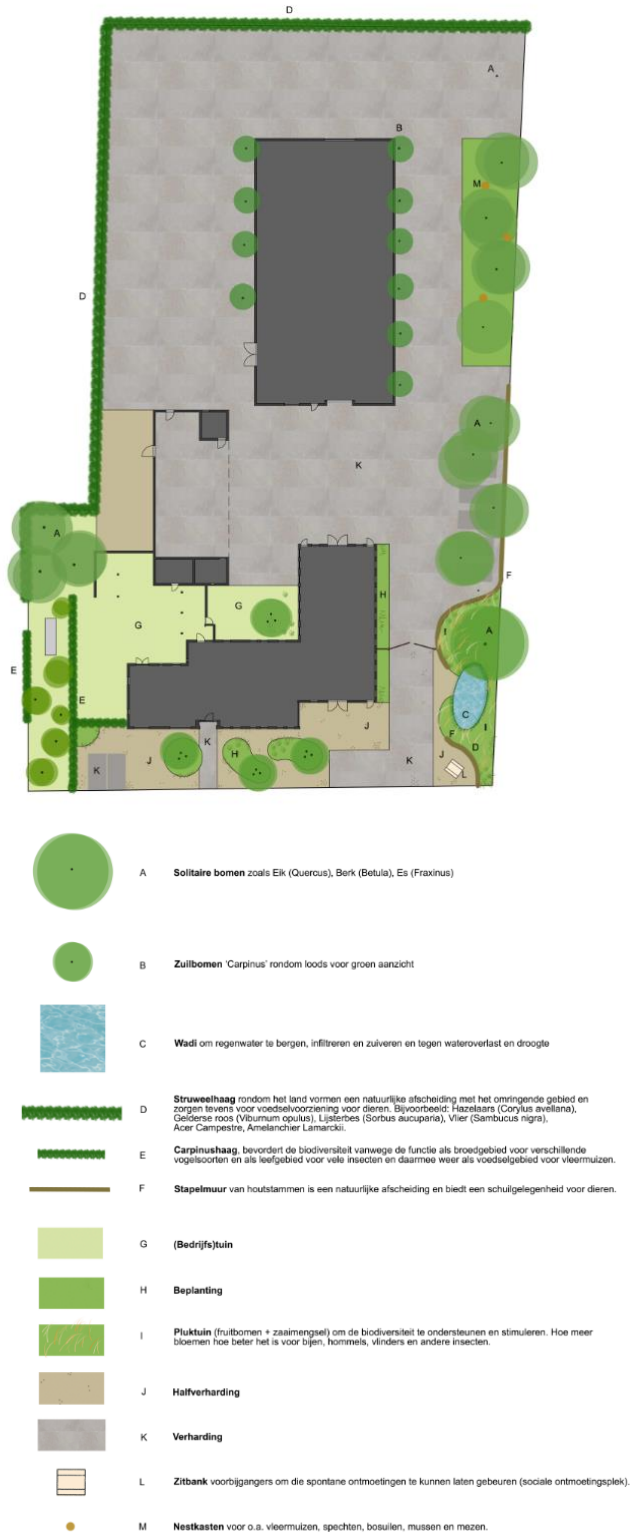 D
A
B
M
D
A
K
A
F
H
G
G
I
A
E
E
C
I
J
K
F
D
H
J
K
J
K
J
L
A Solitaire bomen zoals Eik (Quercus), Berk (Betula), Es (Fraxinus)
B Zuilbomen 'Carpinus' rondom loods voor groen aanzicht
C Wadi om regenwater te bergen, infiltreren en zuiveren en tegen wateroverlast en droogte
D Struweelhaag rondom het land vormen een natuurlijke afscheiding met het omringende gebied en
zorgen tevens voor voedselvoorziening voor dieren. Bijvoorbeeld: Hazelaars (Corylus avellana),
Gelderse roos (Viburnum opulus), Lijsterbes (Sorbus aucuparia), Vlier (Sambucus nigra),
Acer Campestre, Amelanchier Lamarckii.
E Carpinushaag, bevordert de biodiversiteit vanwege de functie als broedgebied voor verschillende
vogelsoorten en als leefgebied voor vele insecten en daarmee weer als voedselgebied voor vleermuizen.
F Stapelmuur van houtstammen is een natuurlijke afscheiding en biedt een schuilgelegenheid voor dieren.
G (Bedrijfs)tuin
H Beplanting
I Pluktuin (fruitbomen + zaaimengsel) om de biodiversiteit te ondersteunen en stimuleren. Hoe meer
bloemen hoe beter het is voor bijen, hommels, vlinders en andere insecten.
J Halfverharding
K Verharding
L Zitbank voorbijgangers om die spontane ontmoetingen te kunnen laten gebeuren (sociale ontmoetingsplek).
M Nestkasten voor o.a. vleermuizen, spechten, bosuilen, mussen en mezen.